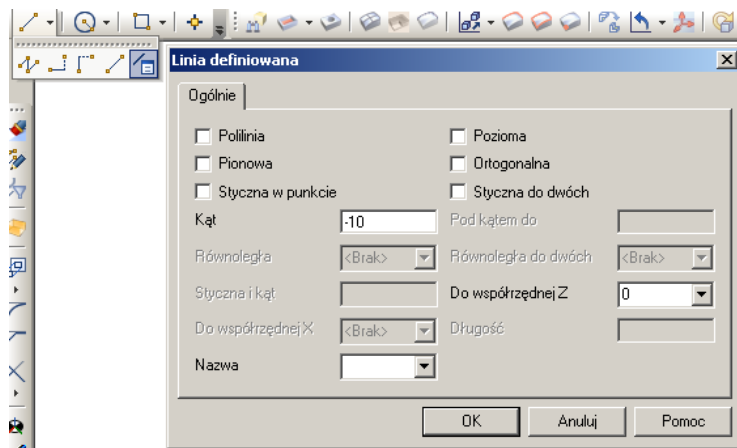 Linia definiowana
Ogólnie
Polilinia
Pozioma
Pionowa
Ortogonalna
Styczna w punkcie
Styczna do dwóch
Kąt -10 Pod kątem do
Równoległa <Brak> Równoległa do dwóch <Brak>
Styczna i kąt Do współrzędnej Z 0
Do współrzędnej X <Brak> Długość
Nazwa
OK Anuluj Pomoc